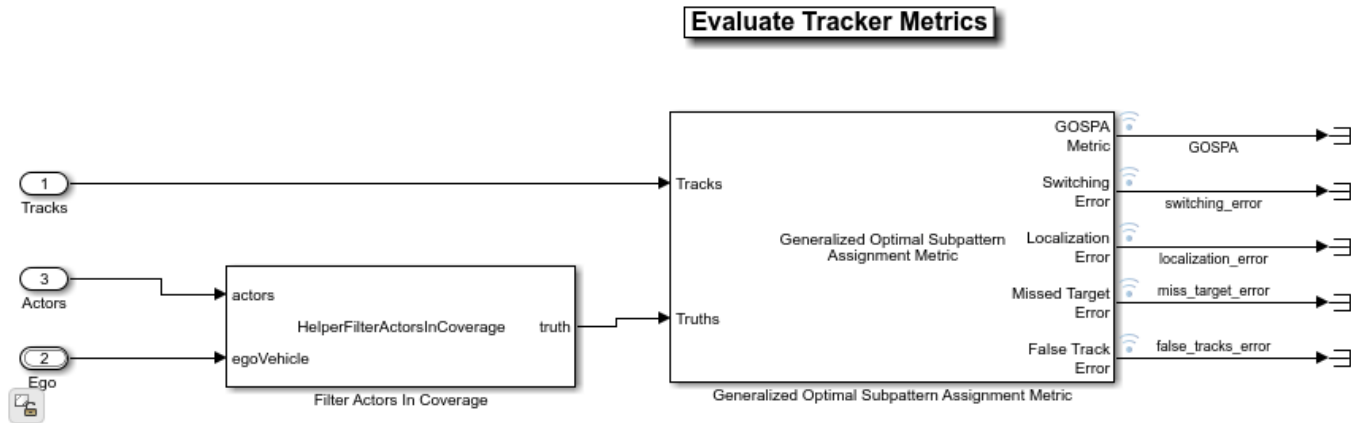 Evaluate Tracker Metrics
1
Tracks
3
Actors
2
Ego
actors
egoVehicle
HelperFilterActorsInCoverage
truth
Filter Actors In Coverage
Tracks
Truths
Generalized Optimal Subpattern
Assignment Metric
GOSPA
Metric
Switching
Error
Localization
Error
Missed Target
Error
False Track
Error
Generalized Optimal Subpattern Assignment Metric
GOSPA
switching_error
localization_error
miss_target_error
false_tracks_error